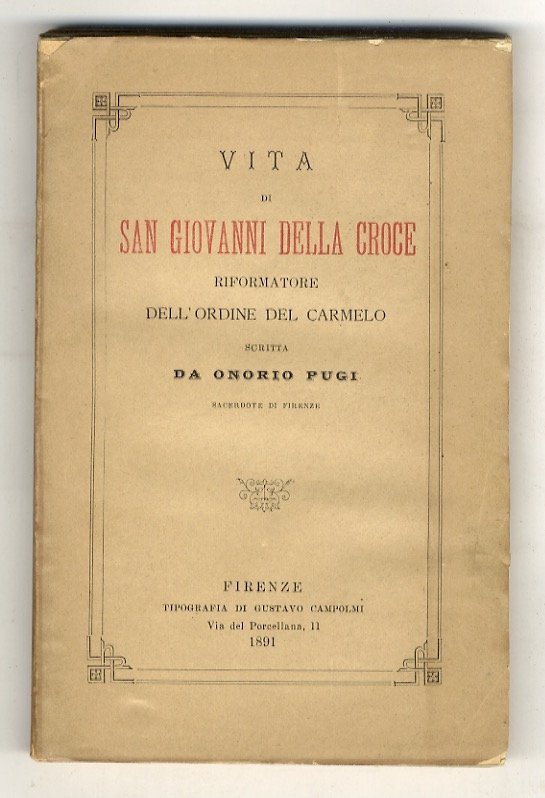 VITA
DI
SAN GIOVANNI DELLA CROCE
RIFORMATORE
DELL'ORDINE DEL CARMELO
SCRITTA
DA ONORIO PUGI
SACERDOTE DI FIRENZE
FIRENZE
TIPOGRAFIA DI GUSTAVO CAMPOLMI
Via del Porcellana, 11
1891